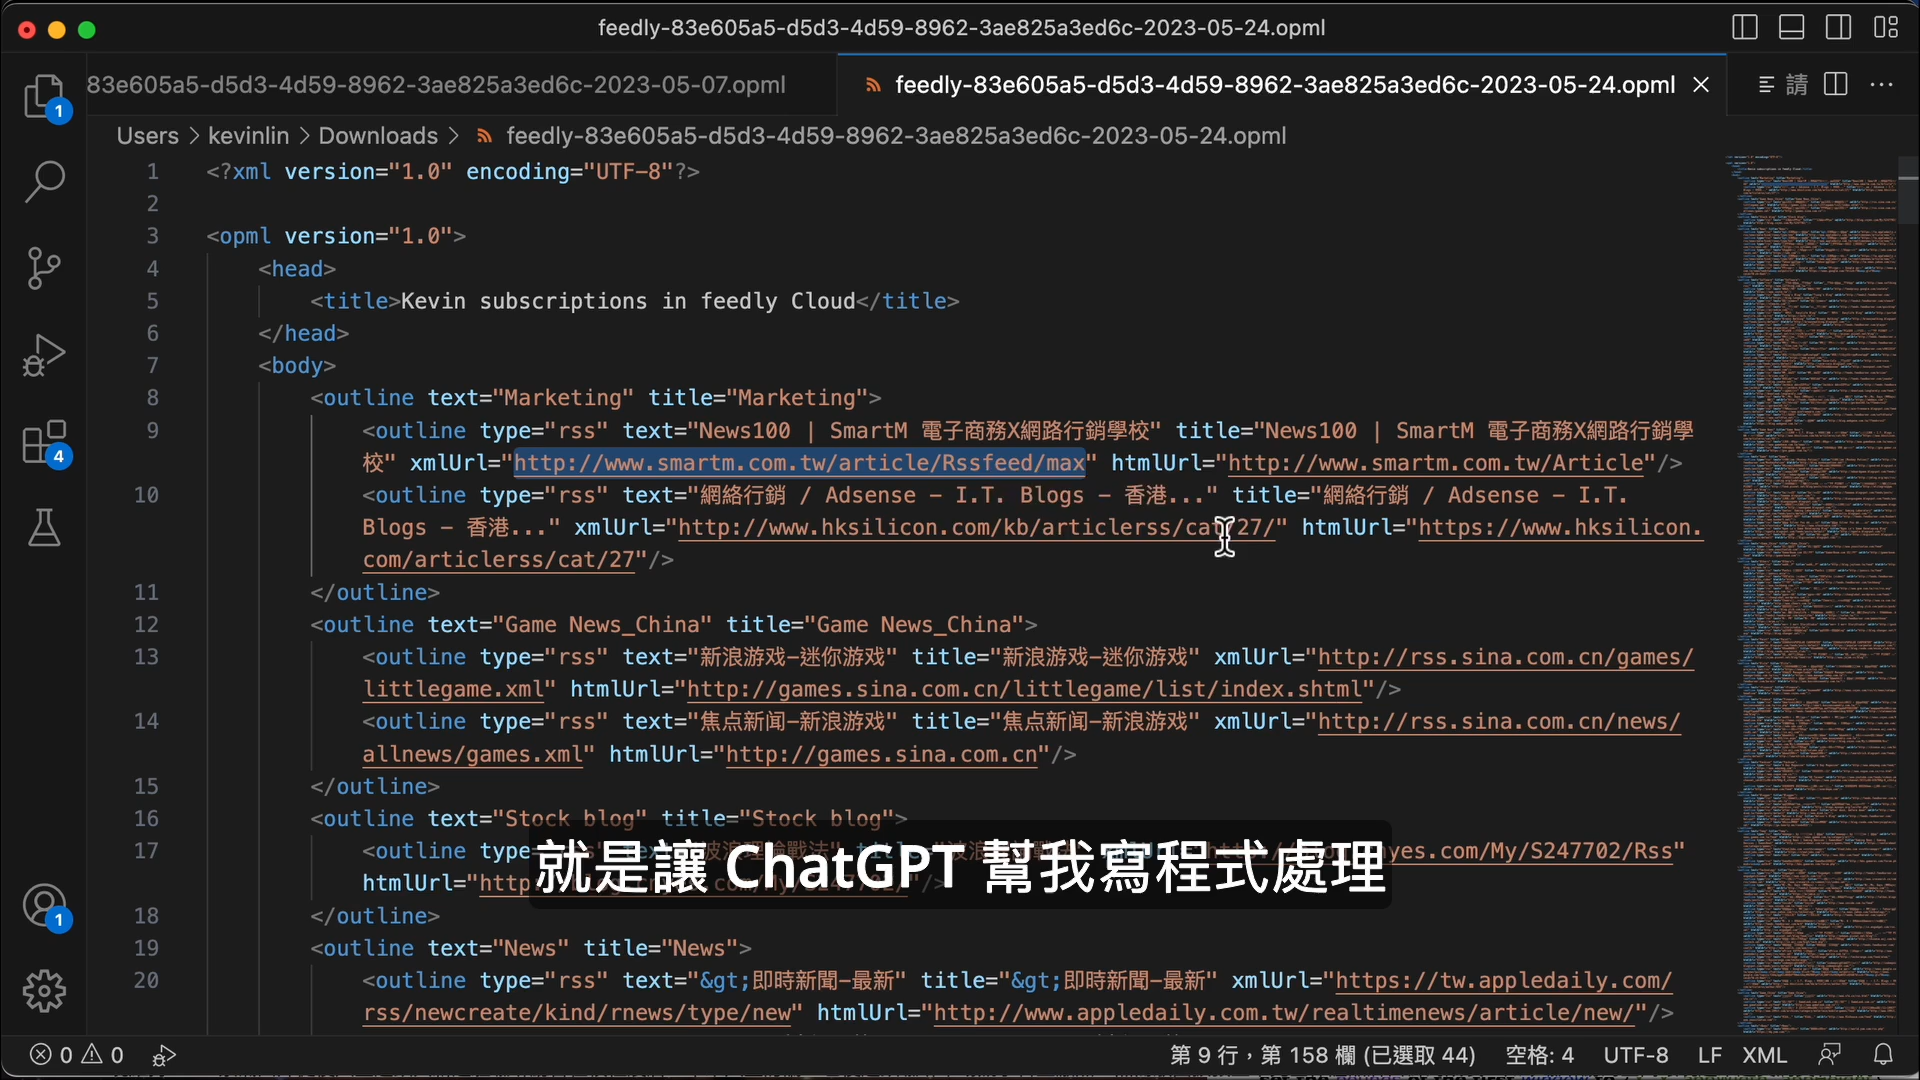 feedly-83e605a5-d5d3-4d59-8962-3ae825a3ed6c-2023-05-24.opml
83e605a5-d5d3-4d59-8962-3ae825a3ed6c-2023-05-07.opml
feedly-83e605a5-d5d3-4d59-8962-3ae825a3ed6c-2023-05-24.opml
請
Users > kevinlin > Downloads > feedly-83e605a5-d5d3-4d59-8962-3ae825a3ed6c-2023-05-24.opml
1 <?xml version="1.0" encoding="UTF-8"?>
2
3 <opml version="1.0">
4 <head>
5 <title>Kevin subscriptions in feedly Cloud</title>
6 </head>
7 <body>
8 <outline text="Marketing" title="Marketing">
9 <outline type="rss" text="News100 | SmartM 電子商務X網路行銷學校" title="News100 | SmartM 電子商務X網路行銷學
校" xmlUrl="http://www.smartm.com.tw/article/Rssfeed/max" htmlUrl="http://www.smartm.com.tw/Article"/>
10 <outline type="rss" text="網絡行銷 / Adsense - I.T. Blogs - 香港..." title="網絡行銷 / Adsense - I.T.
Blogs - 香港..." xmlUrl="http://www.hksilicon.com/kb/articlerss/cat/27/" htmlUrl="https://www.hksilicon.
com/articlerss/cat/27"/>
11 </outline>
12 <outline text="Game News_China" title="Game News_China">
13 <outline type="rss" text="新浪游戏-迷你游戏" title="新浪游戏-迷你游戏" xmlUrl="http://rss.sina.com.cn/games/
littlegame.xml" htmlUrl="http://games.sina.com.cn/littlegame/list/index.shtml"/>
14 <outline type="rss" text="焦点新闻-新浪游戏" title="焦点新闻-新浪游戏" xmlUrl="http://rss.sina.com.cn/news/
allnews/games.xml" htmlUrl="http://games.sina.com.cn"/>
15 </outline>
16 <outline text="Stock blog" title="Stock blog">
17 <outline type yes.com/My/S247702/Rss"
htmlUrl="http
就是讓 ChatGPT 幫我寫程式處理
18 </outline>
19 <outline text="News" title="News">
20 <outline type="rss" text="&gt;即時新聞-最新" title="&gt;即時新聞-最新" xmlUrl="https://tw.appledaily.com/
rss/newcreate/kind/rnews/type/new" htmlUrl="http://www.appledaily.com.tw/realtimenews/article/new/"/>
1
4
1
0 0
第 9 行，第 158 欄 (已選取 44) 空格: 4 UTF-8 LF XML